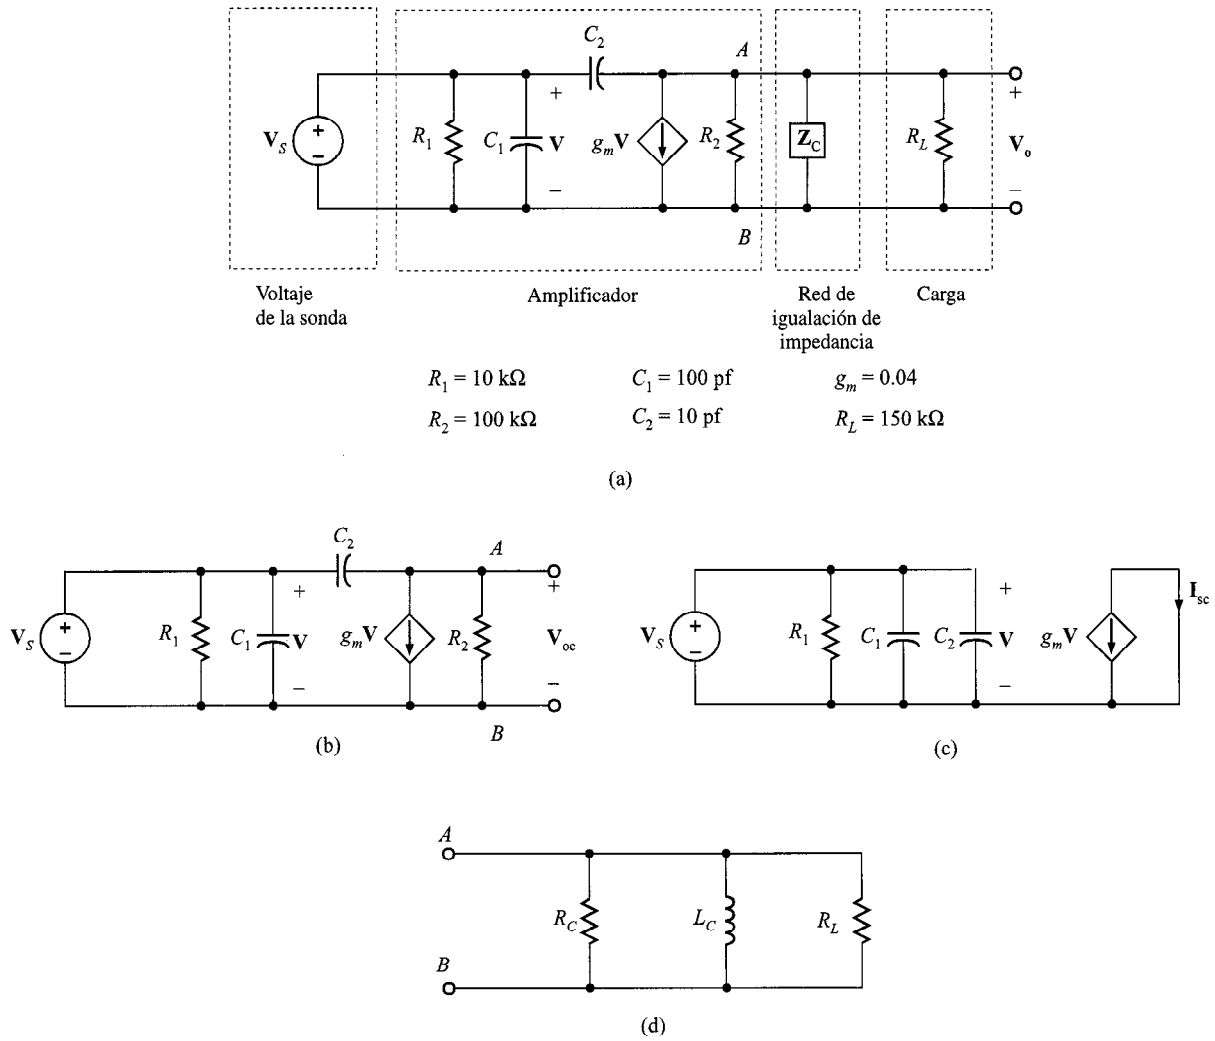 C2
A
+
+
+
VS
−
R1
C1
V
gmV
R2
ZC
RL
Vo
−
−
B
Voltaje
de la sonda
Amplificador
Red de
igualación de
impedancia
Carga
R1 = 10 kΩ
C1 = 100 pf
gm = 0.04
R2 = 100 kΩ
C2 = 10 pf
RL = 150 kΩ
(a)
C2
A
+
+
+
VS
−
R1
C1
V
gmV
R2
Voc
−
−
B
(b)
+
Isc
+
VS
−
R1
C1
C2
V
gmV
−
(c)
A
RC
LC
RL
B
(d)